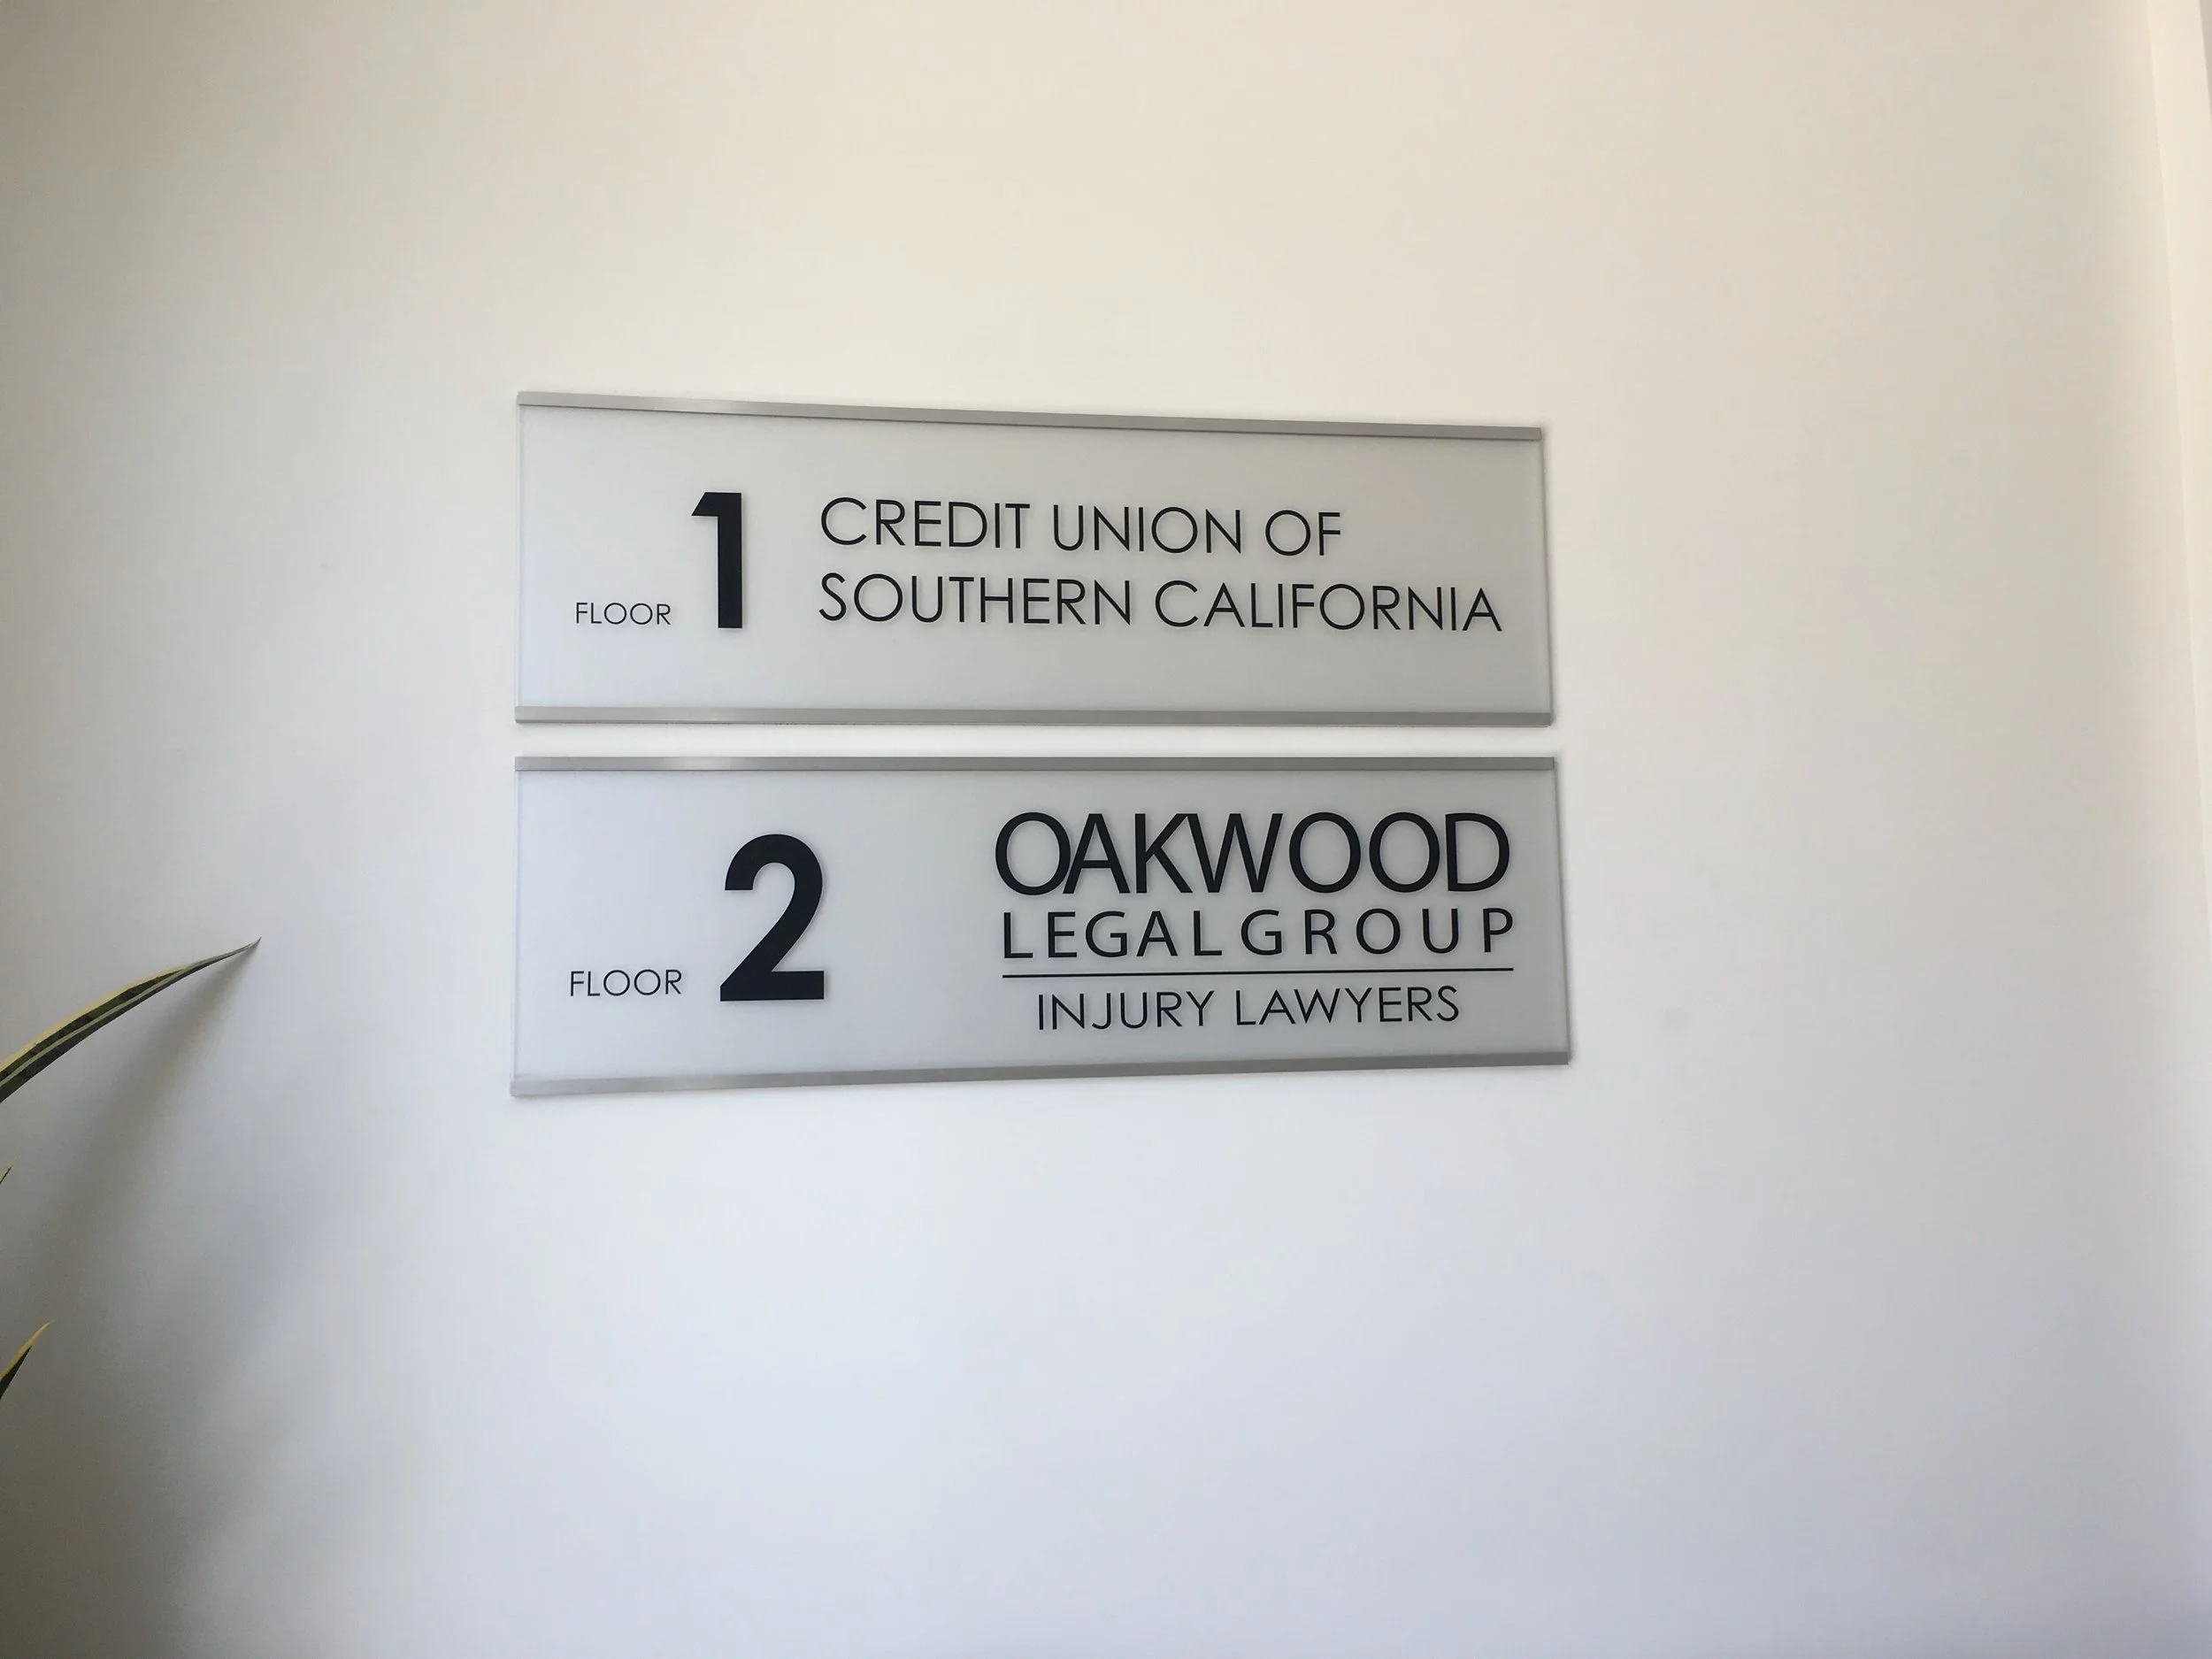 FLOOR 1 CREDIT UNION OF
SOUTHERN CALIFORNIA
FLOOR 2 OAKWOOD
LEGAL GROUP
INJURY LAWYERS